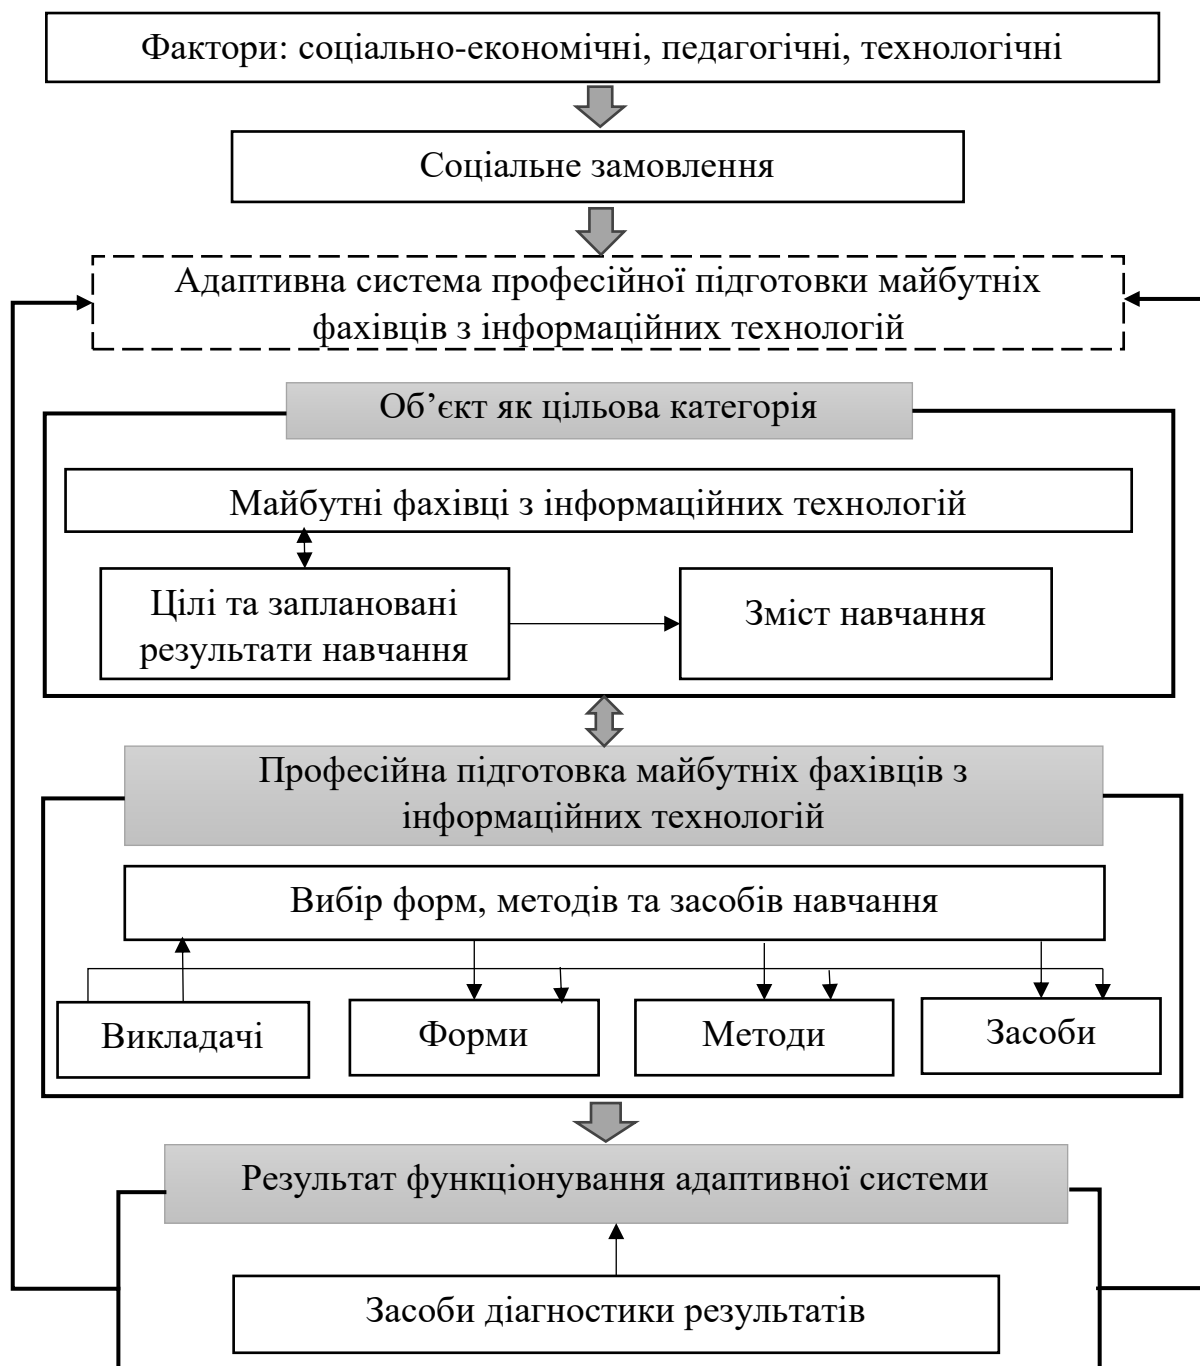 Фактори: соціально-економічні, педагогічні, технологічні
Соціальне замовлення
Адаптивна система професійної підготовки майбутніх
фахівців з інформаційних технологій
Об’єкт як цільова категорія
Майбутні фахівці з інформаційних технологій
Цілі та заплановані
результати навчання
Зміст навчання
Професійна підготовка майбутніх фахівців з
інформаційних технологій
Вибір форм, методів та засобів навчання
Викладачі
Форми
Методи
Засоби
Результат функціонування адаптивної системи
Засоби діагностики результатів